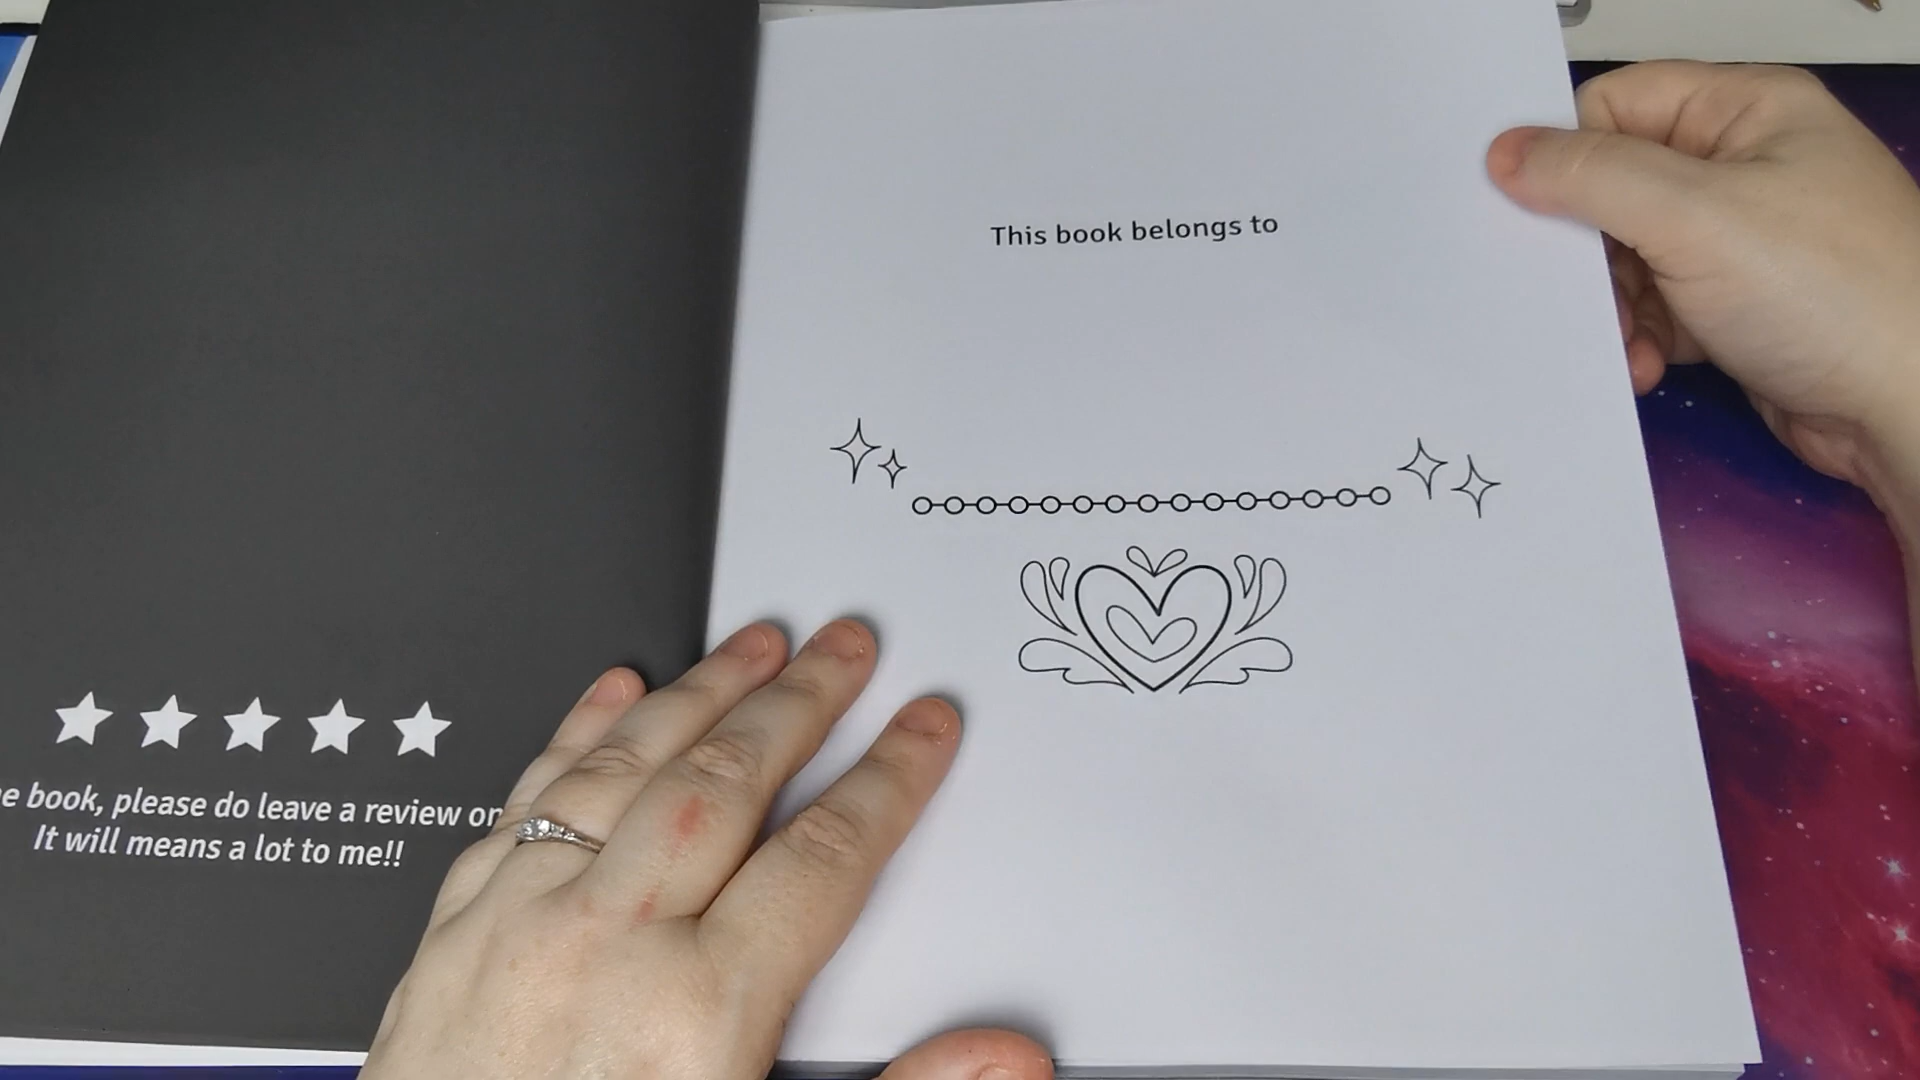 book, please do leave a review on
It will means a lot to me!!
This book belongs to